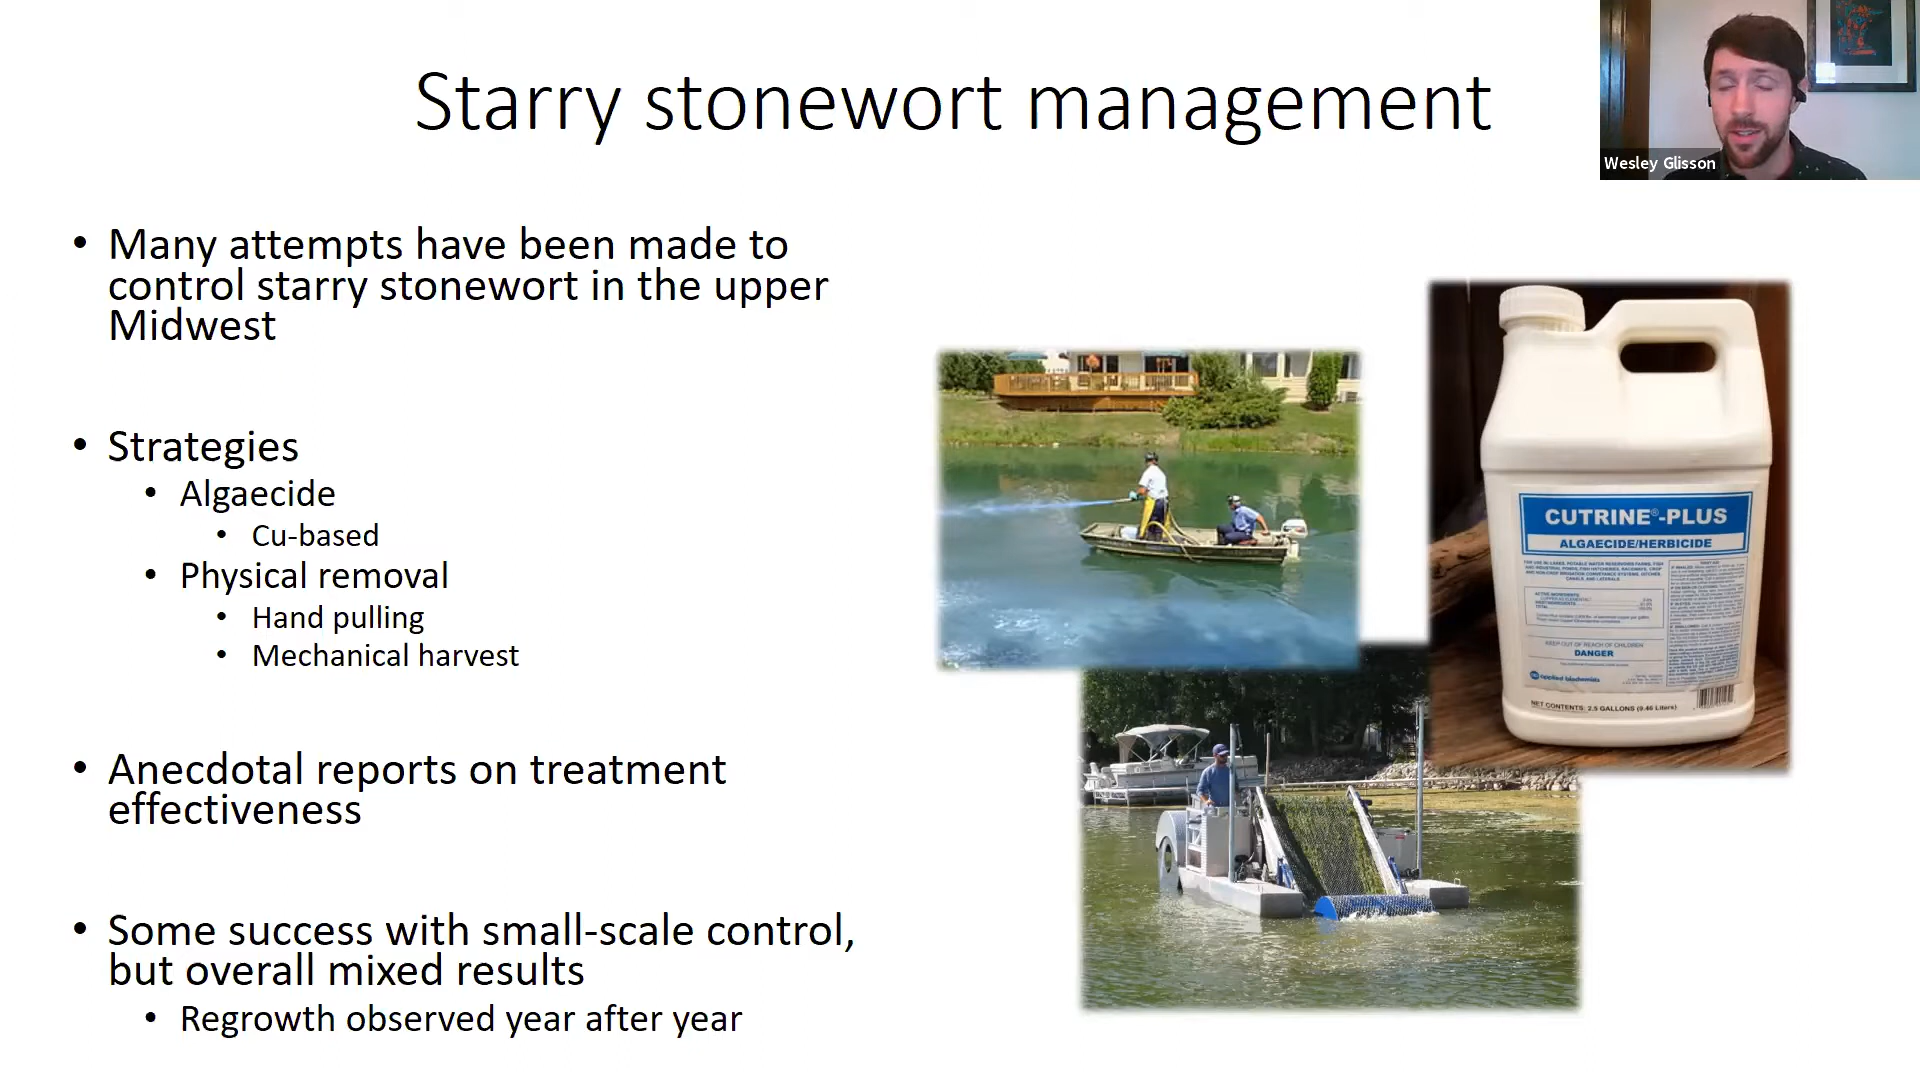 Starry stonewort management
Wesley Glisson
• Many attempts have been made to
control starry stonewort in the upper
Midwest
• Strategies
• Algaecide
• Cu-based
• Physical removal
• Hand pulling
• Mechanical harvest
• Anecdotal reports on treatment
effectiveness
• Some success with small-scale control,
but overall mixed results
• Regrowth observed year after year
CUTRINE®-PLUS
ALGAECIDE/HERBICIDE
KEEP OUT OF REACH OF CHILDREN
DANGER
applied biochemists
NET CONTENTS: 2.5 GALLONS (9.46 Liters)